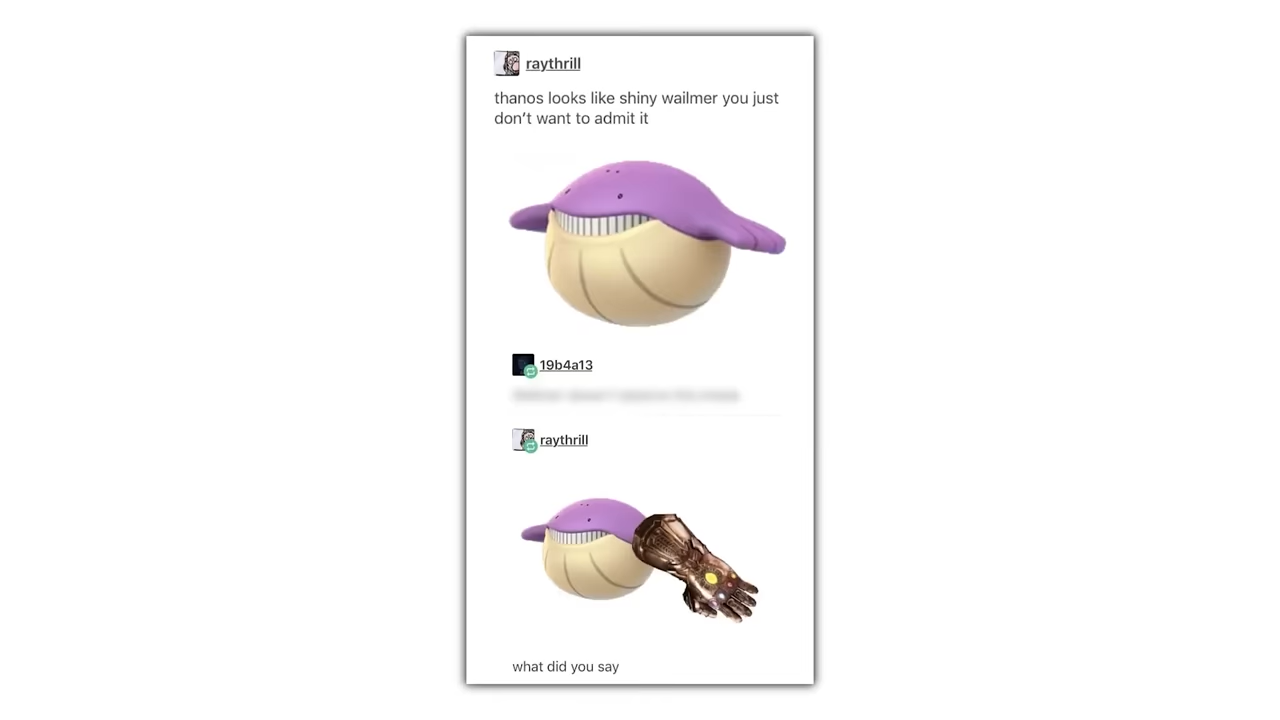 raythrill
thanos looks like shiny wailmer you just
don't want to admit it
19b4a13
raythrill
what did you say